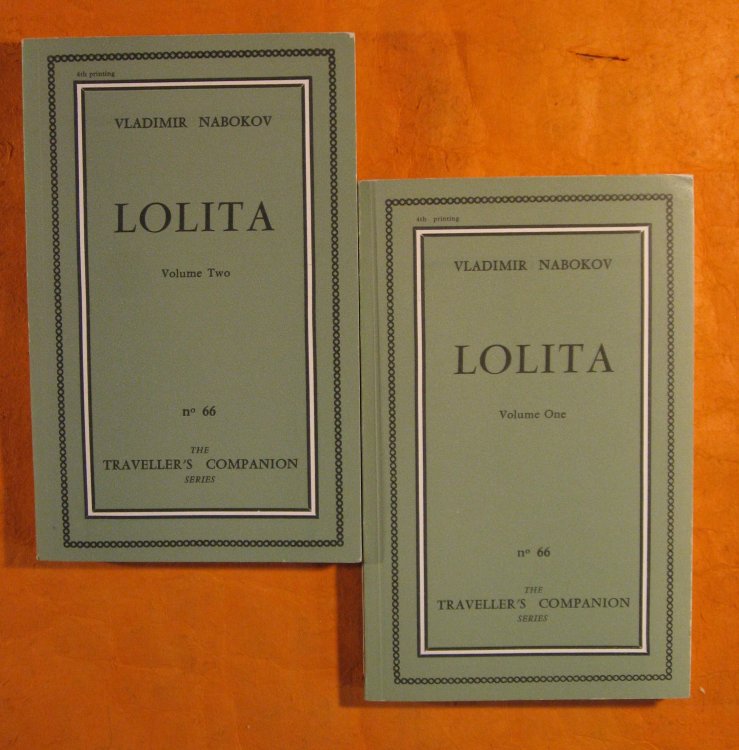 4th printing
VLADIMIR NABOKOV
LOLITA
Volume Two
nº 66
THE
TRAVELLER'S COMPANION
SERIES
4th printing
VLADIMIR NABOKOV
LOLITA
Volume One
nº 66
THE
TRAVELLER'S COMPANION
SERIES